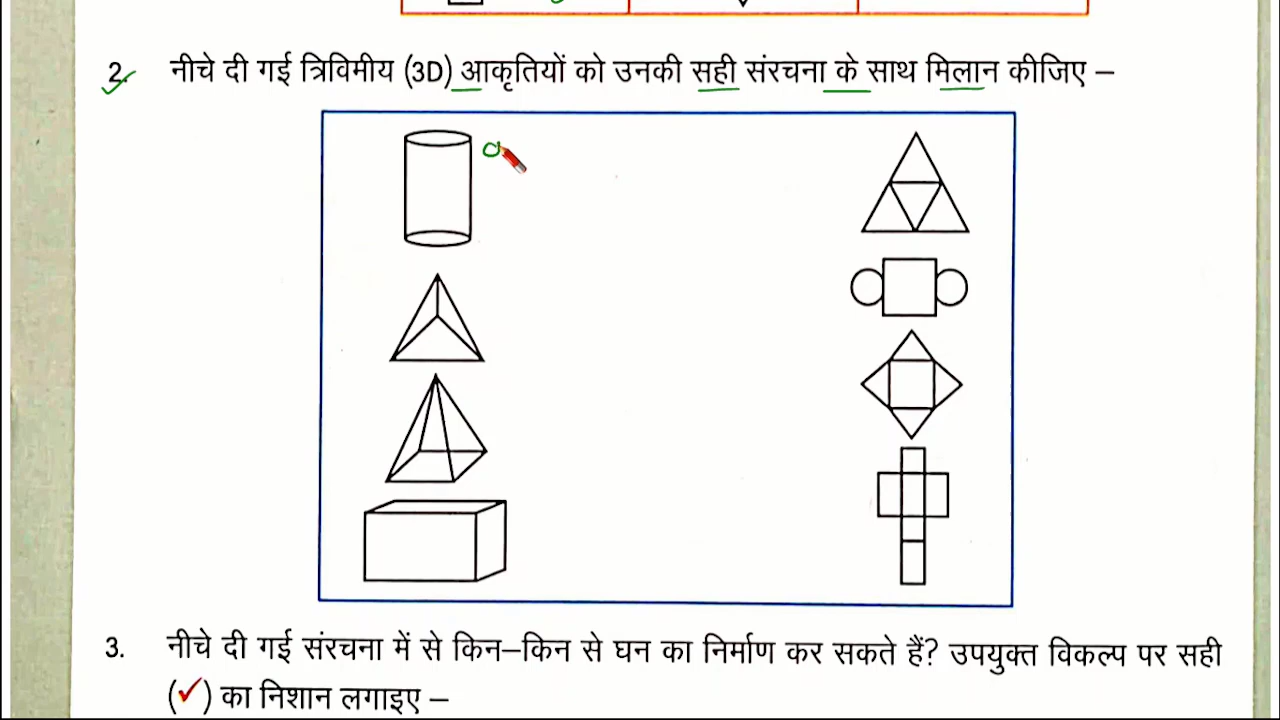 2. नीचे दी गई त्रिविमीय (3D) आकृतियों को उनकी सही संरचना के साथ मिलान कीजिए –
3. नीचे दी गई संरचना में से किन–किन से घन का निर्माण कर सकते हैं? उपयुक्त विकल्प पर सही
(✓) का निशान लगाइए –